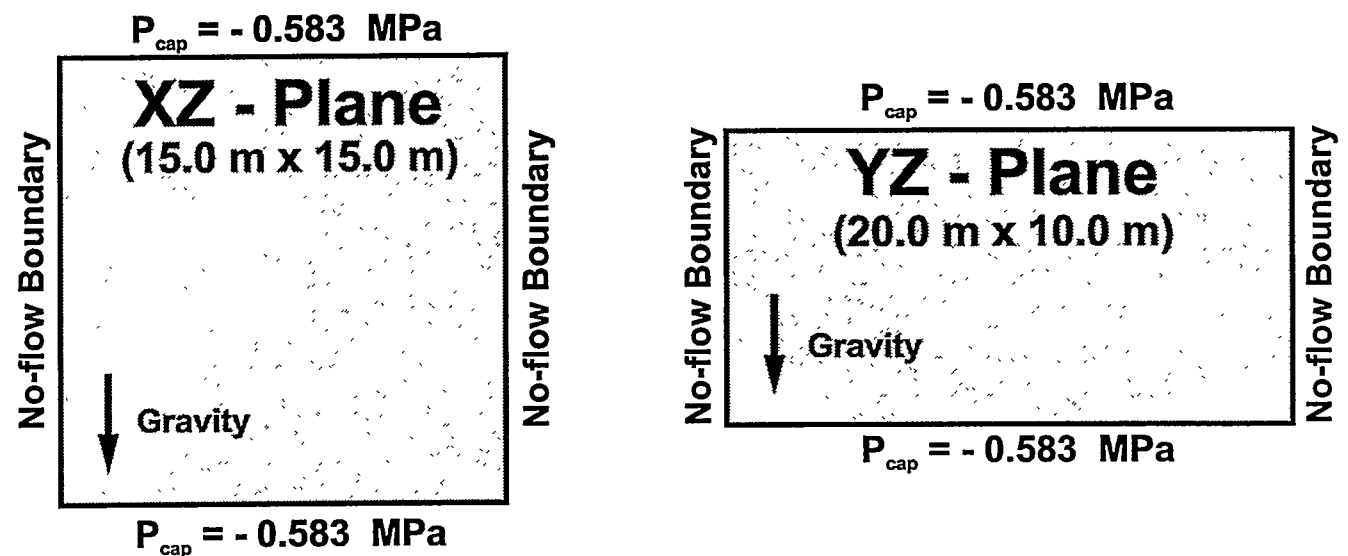 P_cap = - 0.583 MPa
XZ - Plane
(15.0 m x 15.0 m)
No-flow Boundary
No-flow Boundary
Gravity
P_cap = - 0.583 MPa
P_cap = - 0.583 MPa
YZ - Plane
(20.0 m x 10.0 m)
No-flow Boundary
No-flow Boundary
Gravity
P_cap = - 0.583 MPa